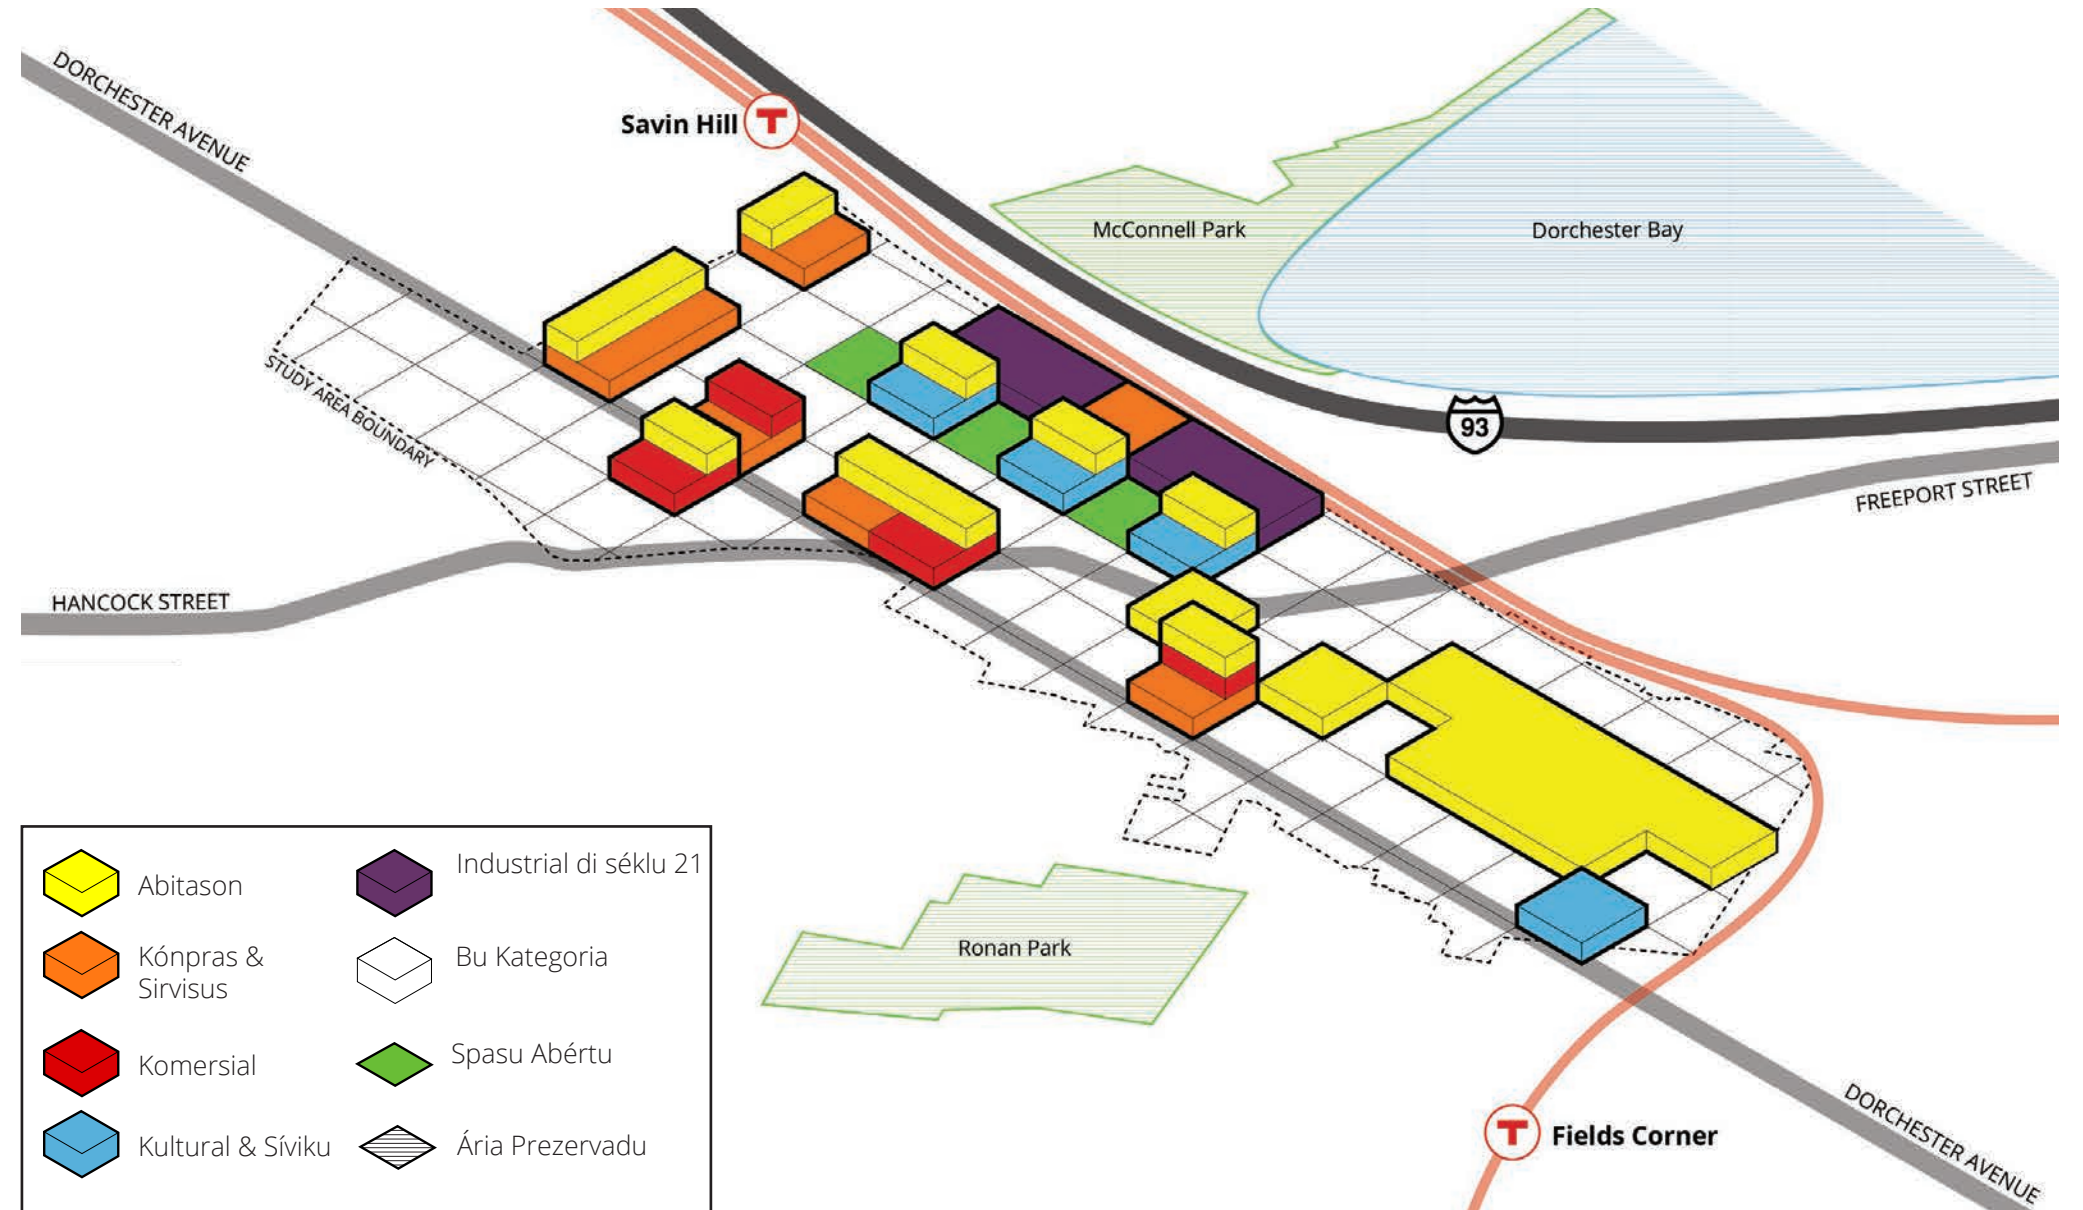 DORCHESTER AVENUE
Savin Hill
T
McConnell Park
Dorchester Bay
STUDY AREA BOUNDARY
93
FREEPORT STREET
HANCOCK STREET
Abitason
Industrial di séklu 21
Kónpras &
Sirvisus
Bu Kategoria
Komersial
Spasu Abértu
Kultural & Síviku
Ária Prezervadu
Ronan Park
T
Fields Corner
DORCHESTER AVENUE